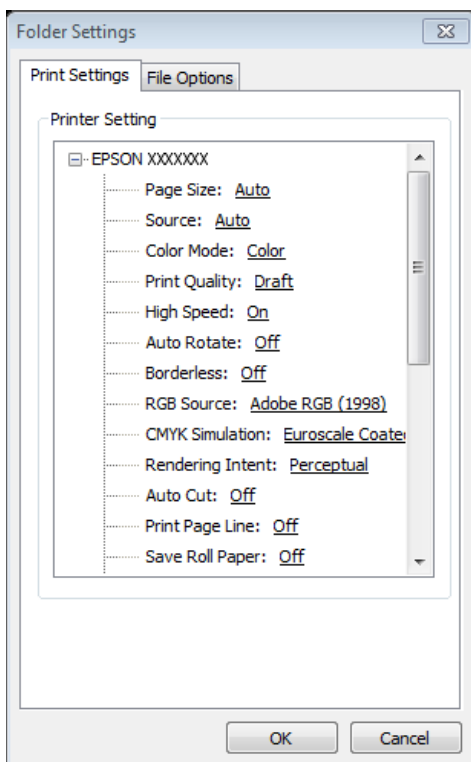 Folder Settings
Print Settings
File Options
Printer Setting
EPSON XXXXXXX
Page Size: Auto
Source: Auto
Color Mode: Color
Print Quality: Draft
High Speed: On
Auto Rotate: Off
Borderless: Off
RGB Source: Adobe RGB (1998)
CMYK Simulation: Euroscale Coated
Rendering Intent: Perceptual
Auto Cut: Off
Print Page Line: Off
Save Roll Paper: Off
OK
Cancel